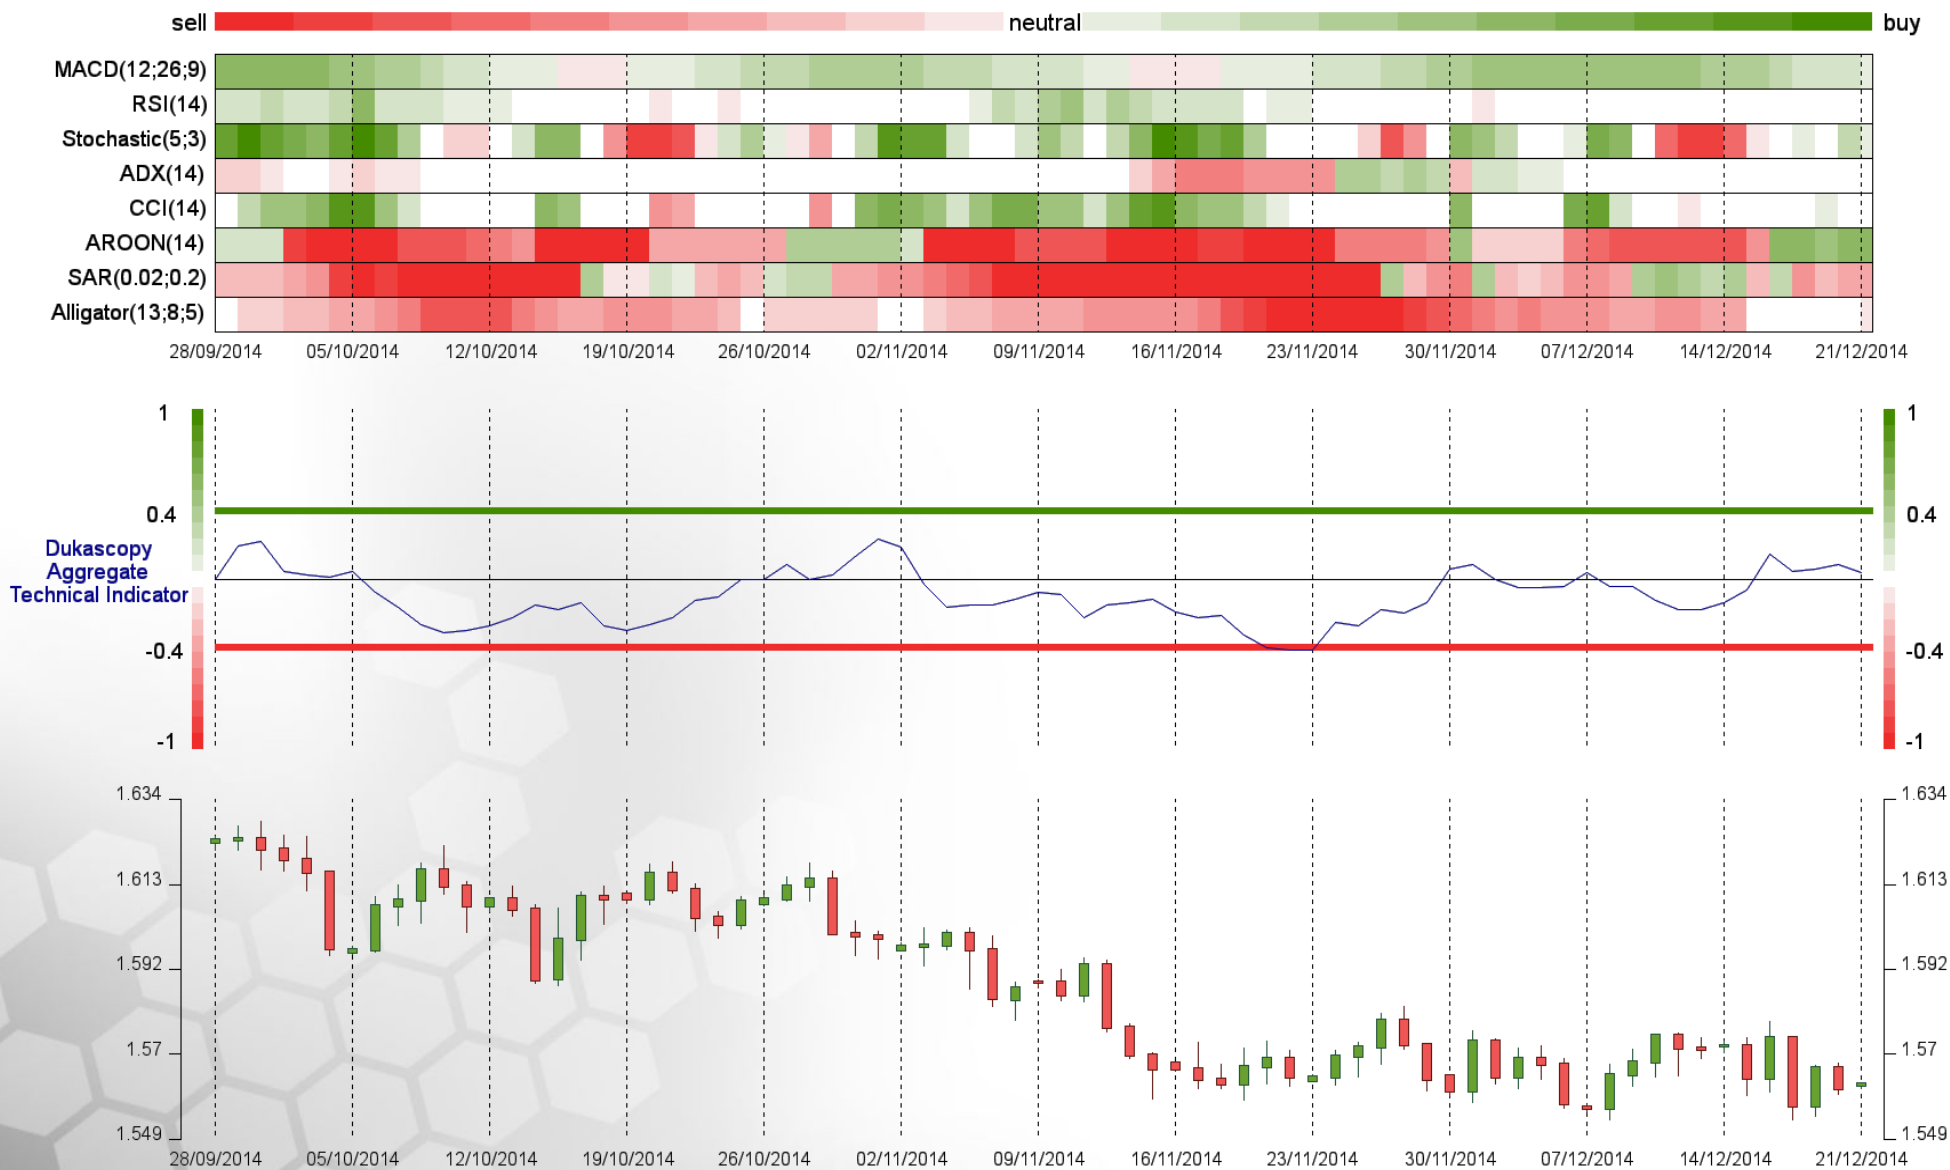 sell neutral buy
MACD(12;26;9)
RSI(14)
Stochastic(5;3)
ADX(14)
CCI(14)
AROON(14)
SAR(0.02;0.2)
Alligator(13;8;5)
28/09/2014 05/10/2014 12/10/2014 19/10/2014 26/10/2014 02/11/2014 09/11/2014 16/11/2014 23/11/2014 30/11/2014 07/12/2014 14/12/2014 21/12/2014
1 1
0.4 0.4
Dukascopy
Aggregate
Technical Indicator
-0.4 -0.4
-1 -1
1.634 1.634
1.613 1.613
1.592 1.592
1.57 1.57
1.549 1.549
28/09/2014 05/10/2014 12/10/2014 19/10/2014 26/10/2014 02/11/2014 09/11/2014 16/11/2014 23/11/2014 30/11/2014 07/12/2014 14/12/2014 21/12/2014